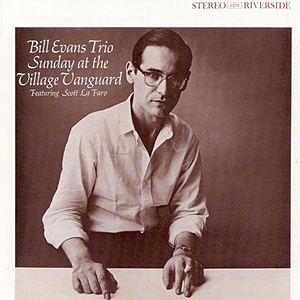 STEREO RIVERSIDE
Bill Evans Trio
Sunday at the
Village Vanguard
Featuring Scott La Faro